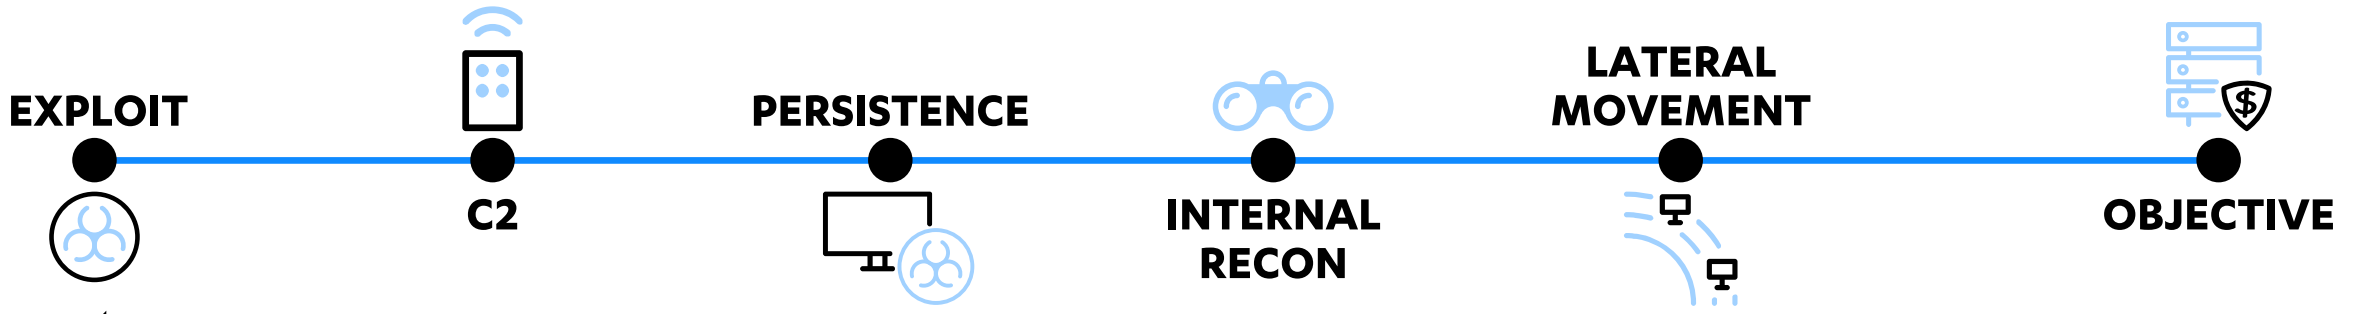 EXPLOIT
C2
PERSISTENCE
INTERNAL
RECON
LATERAL
MOVEMENT
$
OBJECTIVE